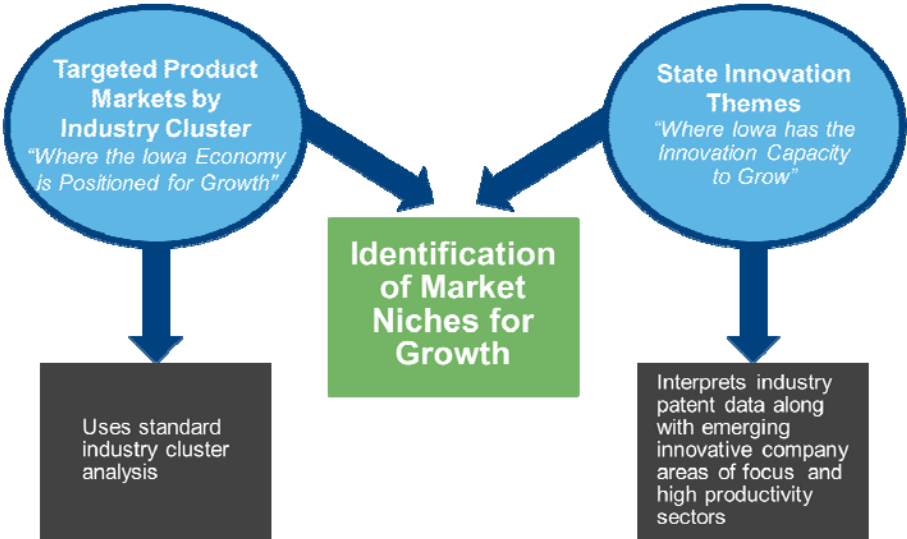 Targeted Product
Markets by
Industry Cluster
“Where the Iowa Economy
is Positioned for Growth”
State Innovation
Themes
“Where Iowa has the
Innovation Capacity
to Grow”
Identification
of Market
Niches for
Growth
Uses standard
industry cluster
analysis
Interprets industry
patent data along
with emerging
innovative company
areas of focus and
high productivity
sectors